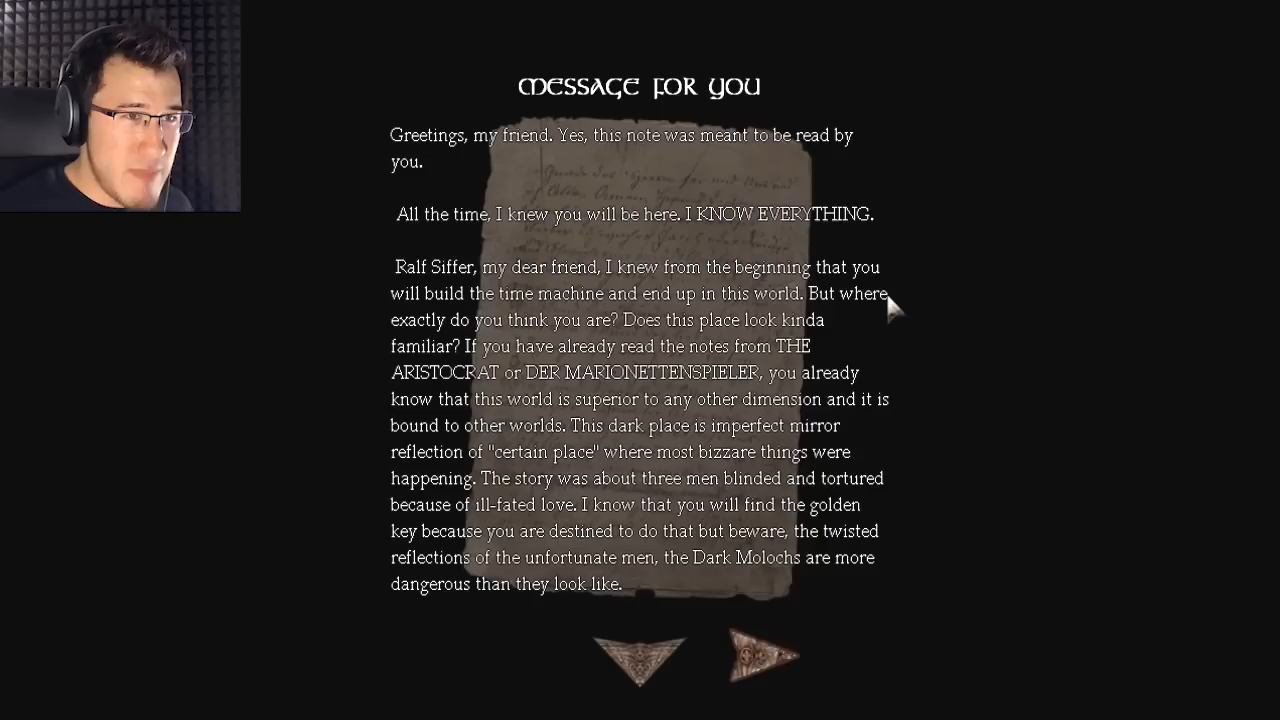 MESSAGE FOR YOU
Greetings, my friend. Yes, this note was meant to be read by
you.
All the time, I knew you will be here. I KNOW EVERYTHING.
Ralf Siffer, my dear friend, I knew from the beginning that you
will build the time machine and end up in this world. But where
exactly do you think you are? Does this place look kinda
familiar? If you have already read the notes from THE
ARISTOCRAT or DER MARIONETTENSPIELER, you already
know that this world is superior to any other dimension and it is
bound to other worlds. This dark place is imperfect mirror
reflection of "certain place" where most bizzare things were
happening. The story was about three men blinded and tortured
because of ill-fated love. I know that you will find the golden
key because you are destined to do that but beware, the twisted
reflections of the unfortunate men, the Dark Molochs are more
dangerous than they look like.